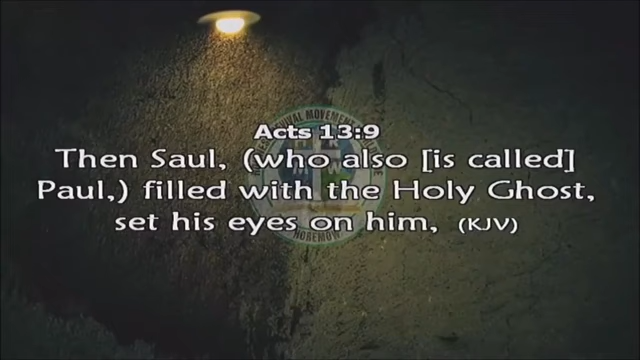 Acts 13:9
Then Saul, (who also [is called]
Paul,) filled with the Holy Ghost,
set his eyes on him, (KJV)
HOREMOW